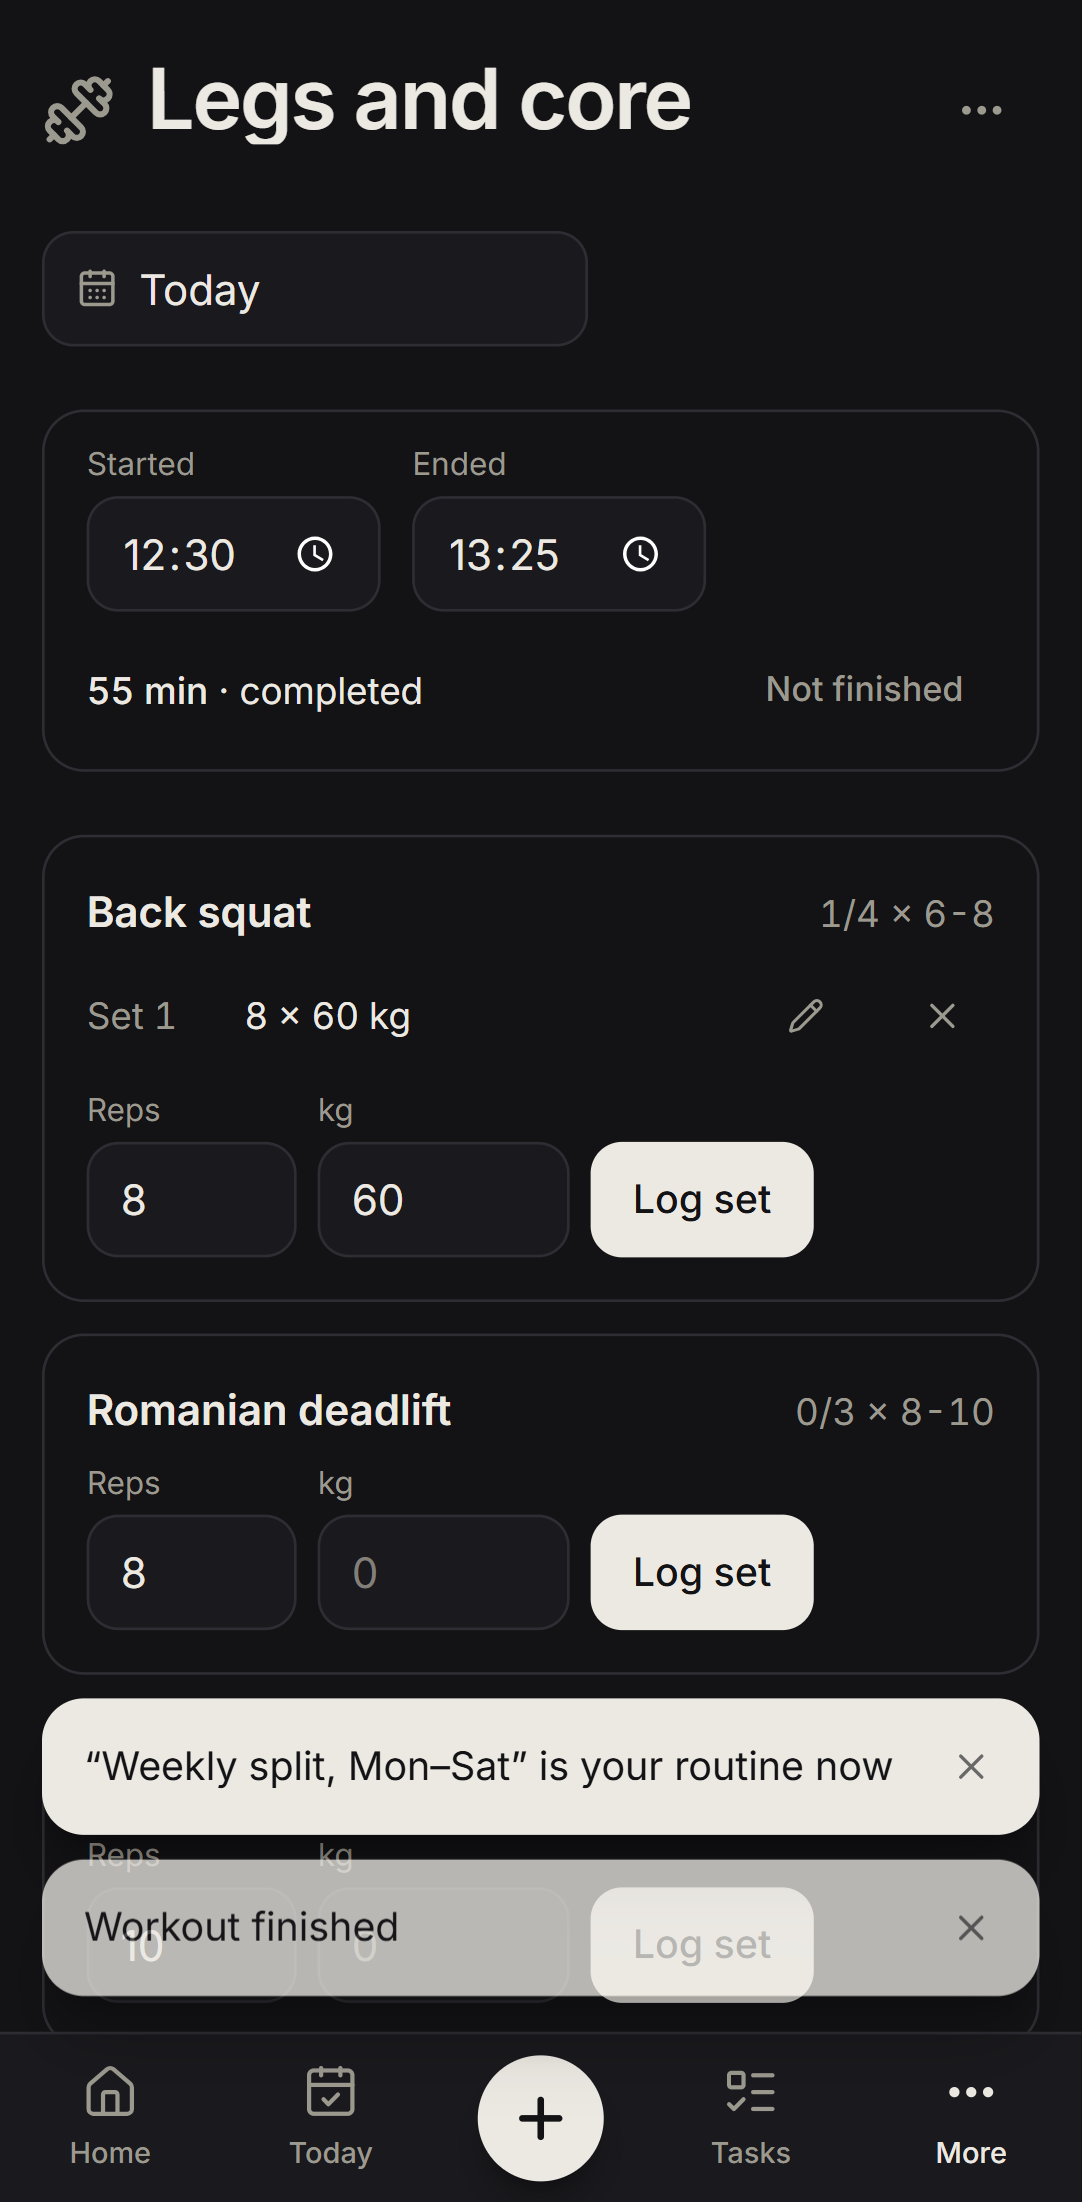 Legs and core
Today
Started Ended
12:30 13:25
55 min · completed Not finished
Back squat 1/4 × 6-8
Set 1 8 × 60 kg
Reps kg
8 60 Log set
Romanian deadlift 0/3 × 8-10
Reps kg
8 0 Log set
“Weekly split, Mon–Sat” is your routine now
Reps kg
Workout finished
10 0 Log set
Home Today Tasks More